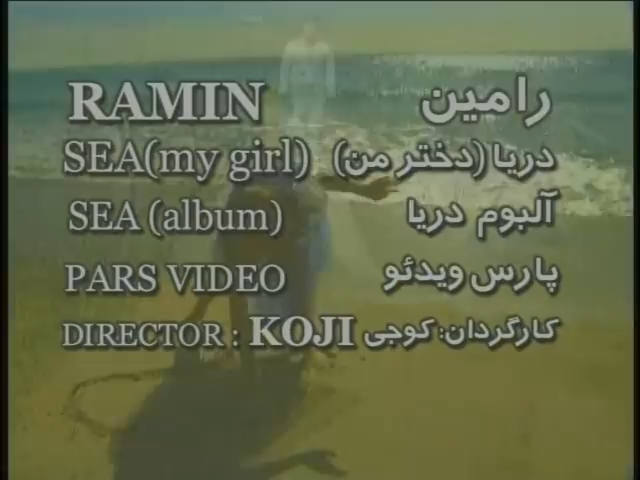 RAMIN رامین
SEA(my girl) دریا (دختر من)
SEA (album) آلبوم دریا
PARS VIDEO پارس ویدئو
DIRECTOR : KOJI کارگردان: کوجی